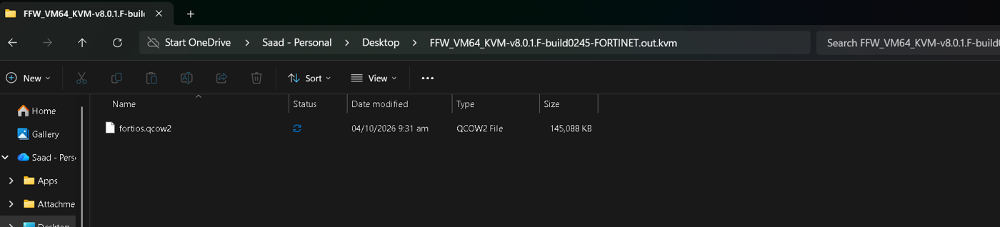 FFW_VM64_KVM-v8.0.1.F-buil
Start OneDrive > Saad - Personal > Desktop > FFW_VM64_KVM-v8.0.1.F-build0245-FORTINET.out.kvm
Search FFW_VM64_KVM-v8.0.1.F-build0
New Sort View
Name Status Date modified Type Size
fortios.qcow2 04/10/2026 9:31 am QCOW2 File 145,088 KB
Home
Gallery
Saad - Pers
Apps
Attachme
Desktop